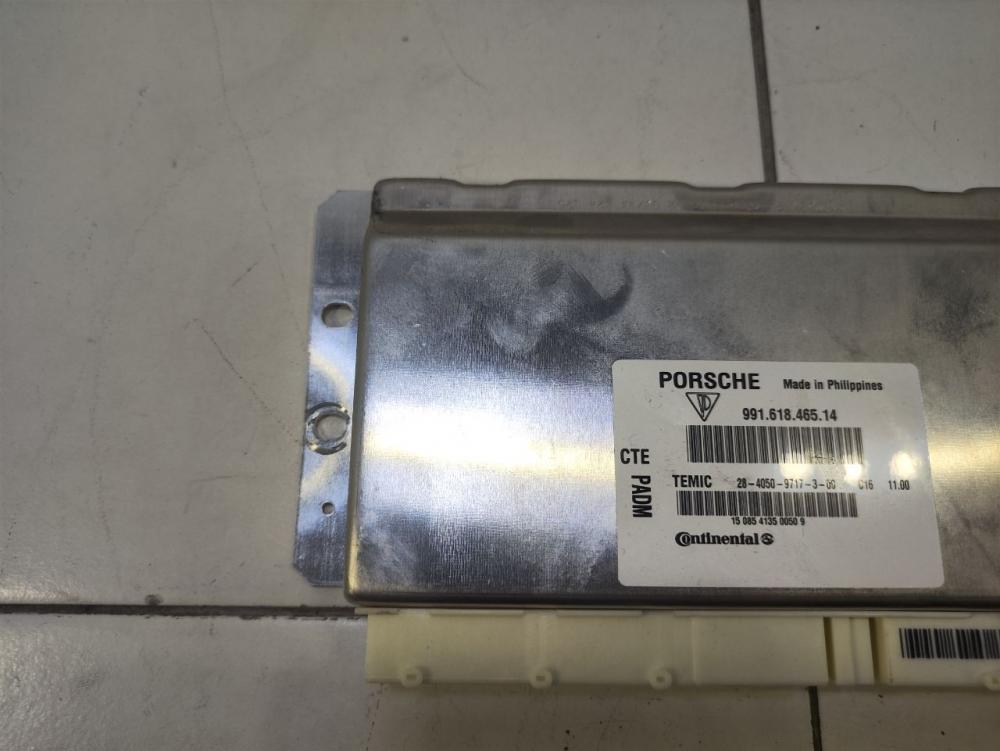 PORSCHE Made in Philippines
991.618.465.14
CTE
PADM
TEMIC 28-4050-9717-3-00 C16 11.00
15 085 4135 0050 9
Continental